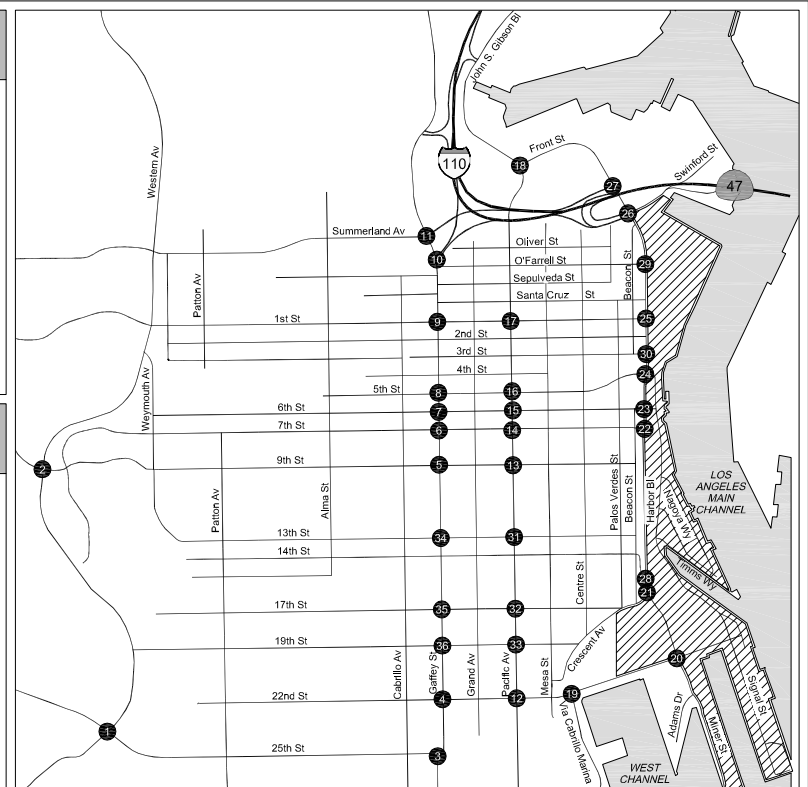 John S. Gibson Bl
Front St
18
110
Swinford St
47
27
26
Western Av
Summerland Av
11
10
Oliver St
O'Farrell St
Sepulveda St
Santa Cruz St
Beacon St
29
Patton Av
1st St
9
17
25
2nd St
3rd St
30
4th St
24
5th St
8
16
Weymouth Av
6th St
7
15
23
7th St
6
14
22
2
9th St
5
13
LOS
ANGELES
MAIN
CHANNEL
Patton Av
Alma St
Palos Verdes St
Beacon St
Harbor Bl
Nagoya Wy
13th St
34
31
14th St
Centre St
28
21
Timms Wy
17th St
35
32
Crescent Av
19th St
36
33
20
Cabrillo Av
Gaffey St
Grand Av
Pacific Av
Mesa St
22nd St
4
12
19
Via Cabrillo Marina
Adams Dr
Miner St
Signal St
1
25th St
3
WEST
CHANNEL